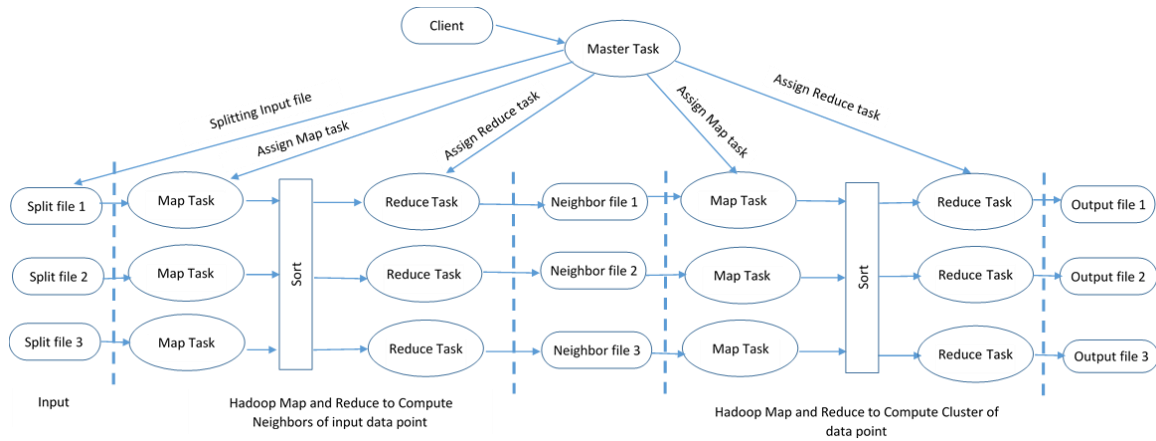 Client
Master Task
Splitting Input file
Assign Map task
Assign Reduce task
Assign Map task
Assign Reduce task
Split file 1
Map Task
Reduce Task
Neighbor file 1
Map Task
Reduce Task
Output file 1
Split file 2
Map Task
Sort
Reduce Task
Neighbor file 2
Map Task
Sort
Reduce Task
Output file 2
Split file 3
Map Task
Reduce Task
Neighbor file 3
Map Task
Reduce Task
Output file 3
Input
Hadoop Map and Reduce to Compute
Neighbors of input data point
Hadoop Map and Reduce to Compute Cluster of
data point